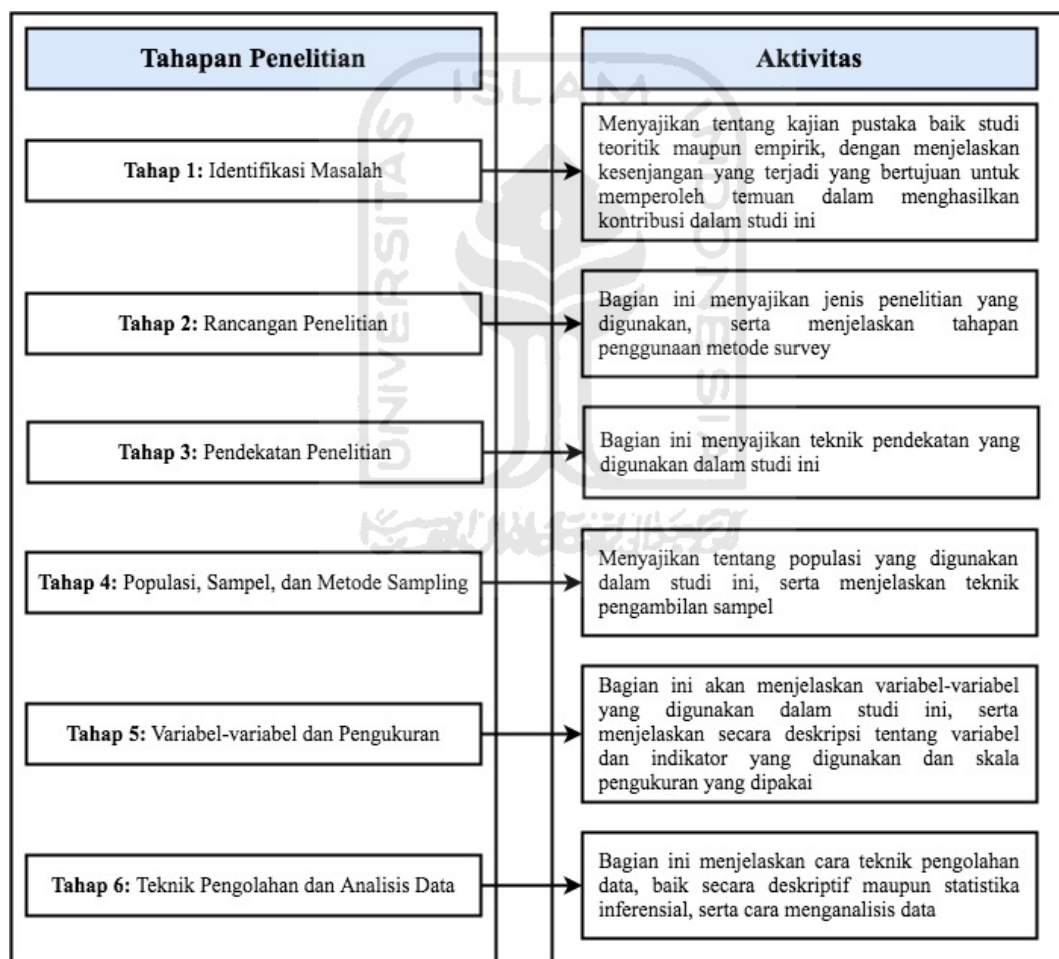 Tahapan Penelitian
Aktivitas
Tahap 1: Identifikasi Masalah
Menyajikan tentang kajian pustaka baik studi
teoritik maupun empirik, dengan menjelaskan
kesenjangan yang terjadi yang bertujuan untuk
memperoleh temuan dalam menghasilkan
kontribusi dalam studi ini
Tahap 2: Rancangan Penelitian
Bagian ini menyajikan jenis penelitian yang
digunakan, serta menjelaskan tahapan
penggunaan metode survey
Tahap 3: Pendekatan Penelitian
Bagian ini menyajikan teknik pendekatan yang
digunakan dalam studi ini
Tahap 4: Populasi, Sampel, dan Metode Sampling
Menyajikan tentang populasi yang digunakan
dalam studi ini, serta menjelaskan teknik
pengambilan sampel
Tahap 5: Variabel-variabel dan Pengukuran
Bagian ini akan menjelaskan variabel-variabel
yang digunakan dalam studi ini, serta
menjelaskan secara deskripsi tentang variabel
dan indikator yang digunakan dan skala
pengukuran yang dipakai
Tahap 6: Teknik Pengolahan dan Analisis Data
Bagian ini menjelaskan cara teknik pengolahan
data, baik secara deskriptif maupun statistika
inferensial, serta cara menganalisis data
UNIVERSITAS
ISLAM
INDONESIA